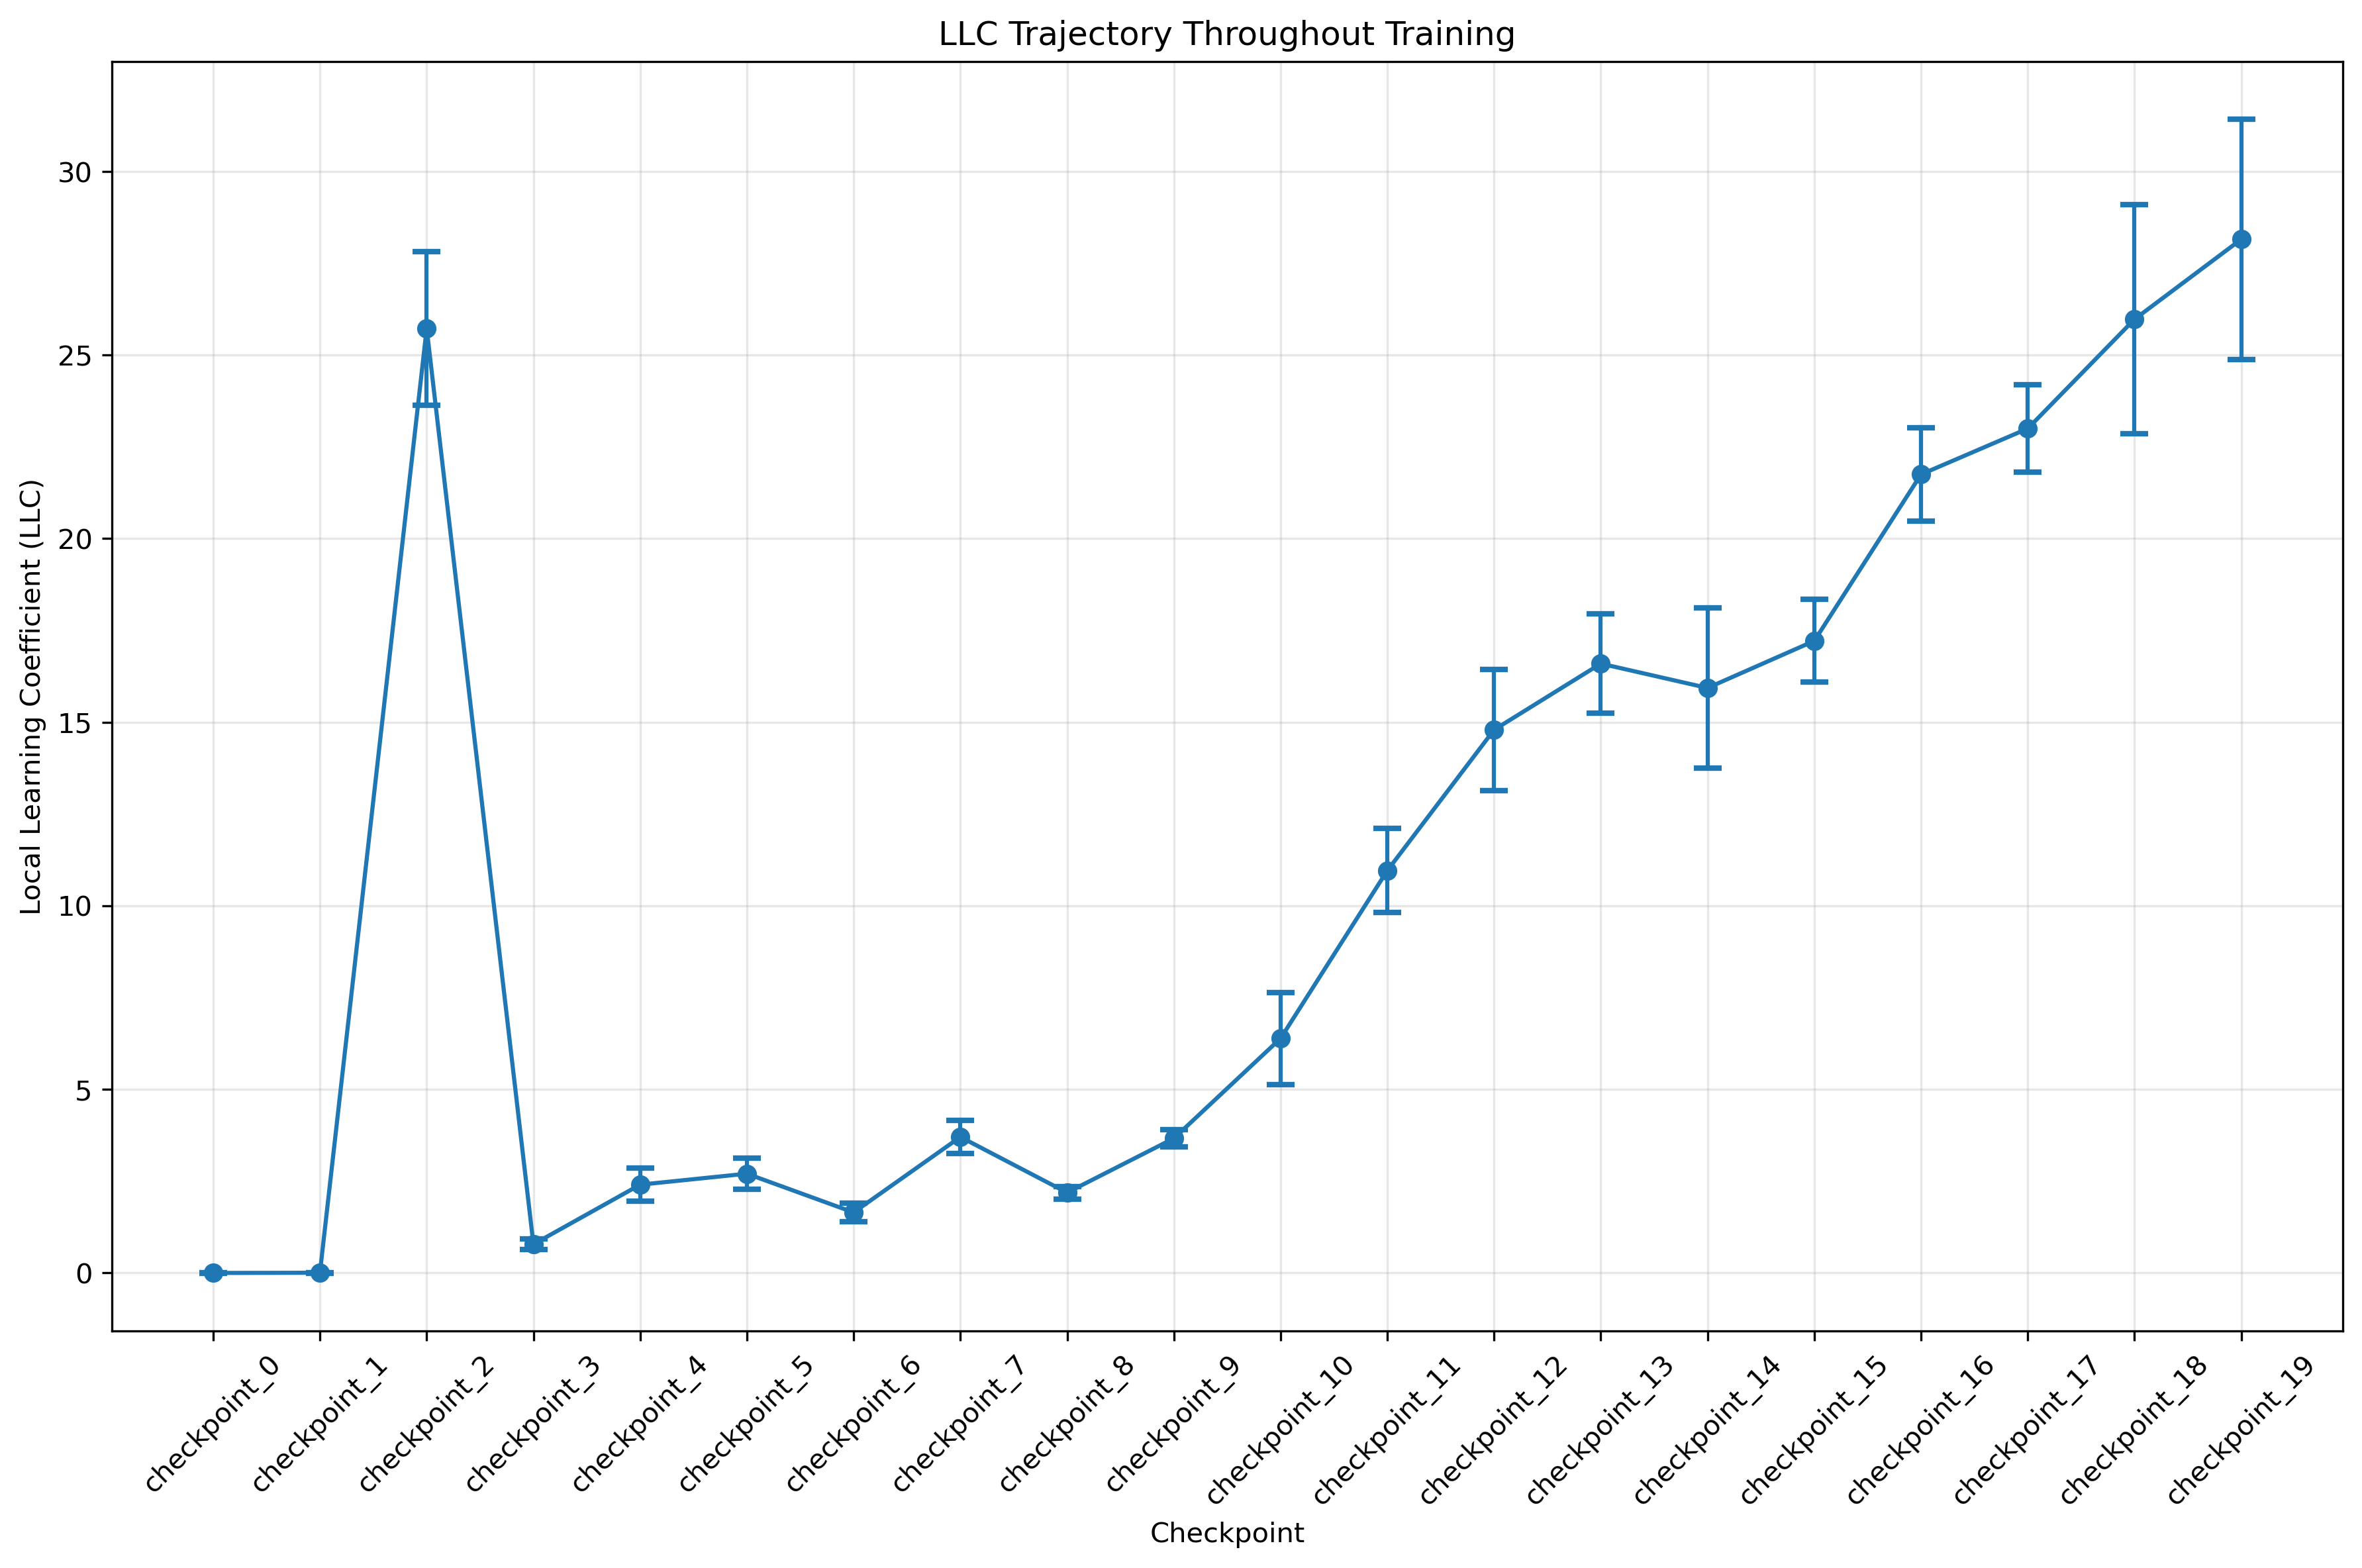 LLC Trajectory Throughout Training
Local Learning Coefficient (LLC)
30
25
20
15
10
5
0
checkpoint_0
checkpoint_1
checkpoint_2
checkpoint_3
checkpoint_4
checkpoint_5
checkpoint_6
checkpoint_7
checkpoint_8
checkpoint_9
checkpoint_10
checkpoint_11
checkpoint_12
checkpoint_13
checkpoint_14
checkpoint_15
checkpoint_16
checkpoint_17
checkpoint_18
checkpoint_19
Checkpoint